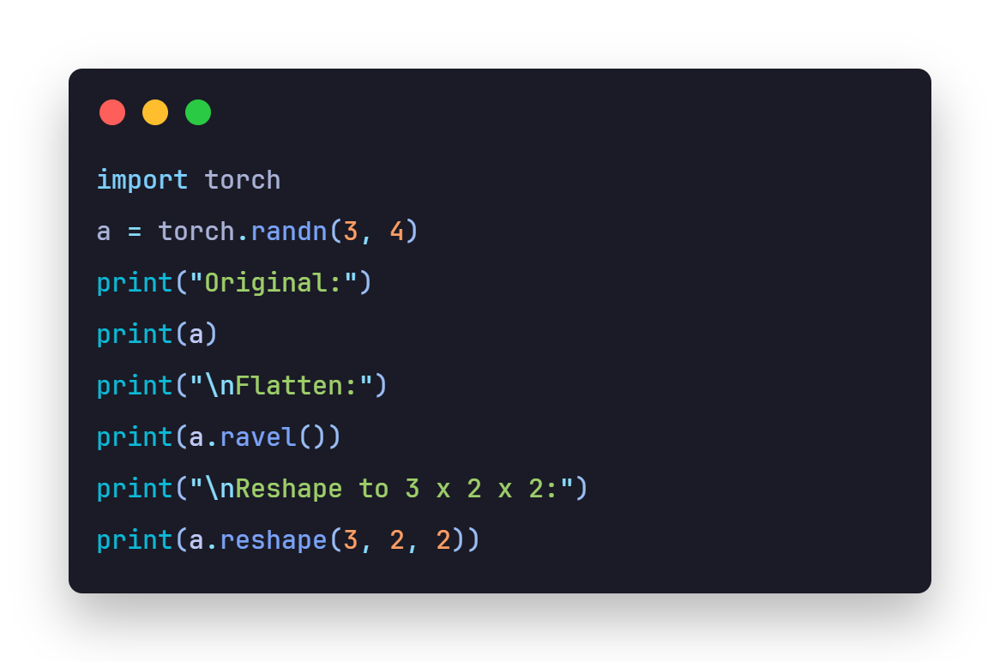 import torch
a = torch.randn(3, 4)
print("Original:")
print(a)
print("\nFlatten:")
print(a.ravel())
print("\nReshape to 3 x 2 x 2:")
print(a.reshape(3, 2, 2))